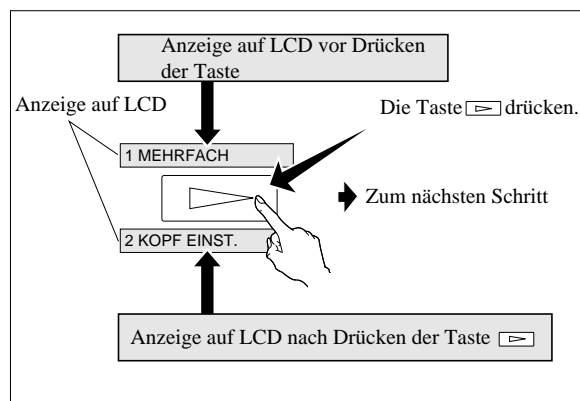 Anzeige auf LCD vor Drücken
der Taste
Anzeige auf LCD
Die Taste drücken.
1 MEHRFACH
Zum nächsten Schritt
2 KOPF EINST.
Anzeige auf LCD nach Drücken der Taste